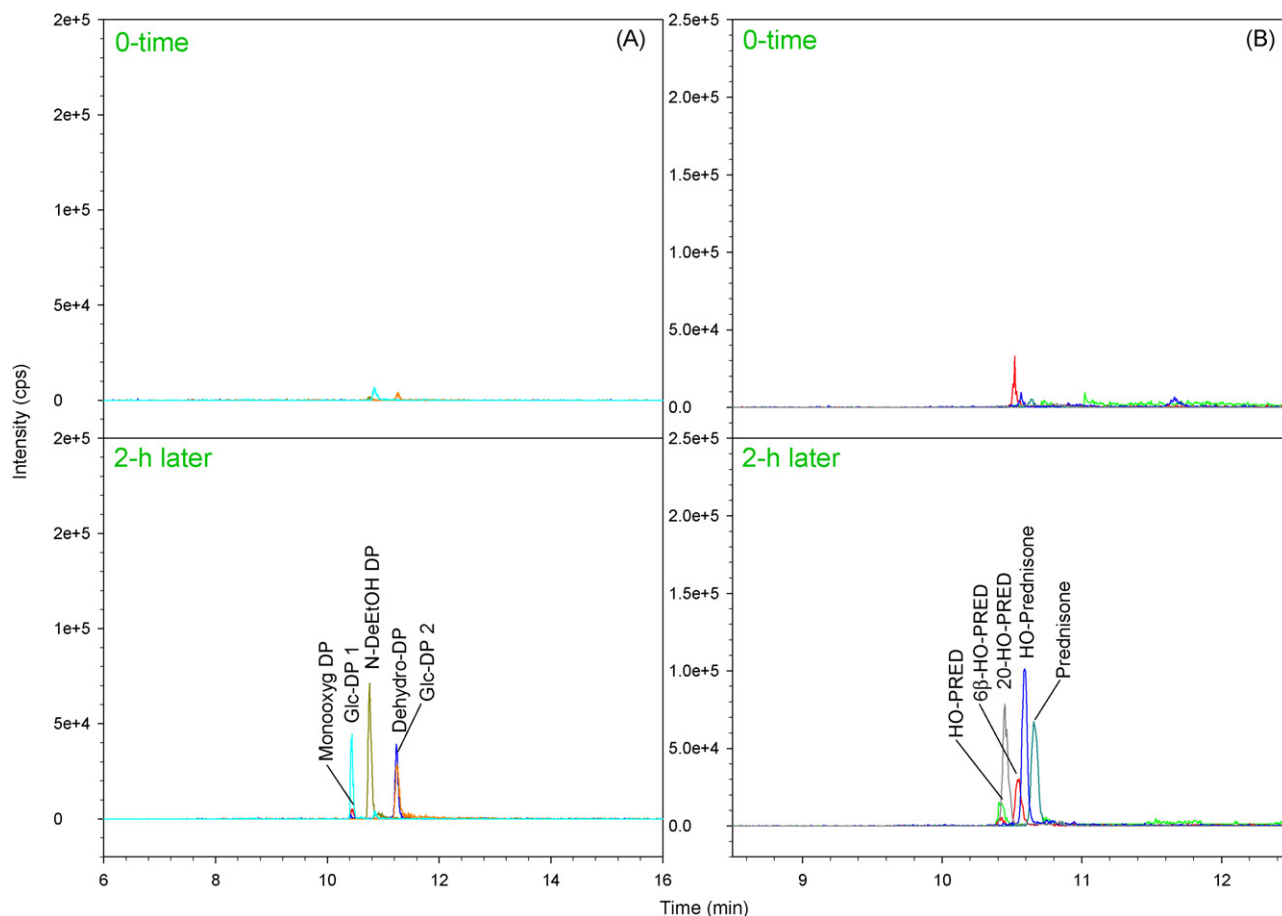 0-time
(A)
2e+5
2e+5
2e+5
1e+5
5e+4
0
0-time
(B)
2.5e+5
2.0e+5
1.5e+5
1.0e+5
5.0e+4
0.0
Intensity (cps)
2-h later
2e+5
2e+5
1e+5
5e+4
0
Monooxyg DP
Glc-DP 1
N-DeEtOH DP
Dehydro-DP
Glc-DP 2
6
8
10
12
14
16
2-h later
2.5e+5
2.0e+5
1.5e+5
1.0e+5
5.0e+4
0.0
HO-PRED
6β-HO-PRED
20-HO-PRED
HO-Prednisone
Prednisone
9
10
11
12
Time (min)